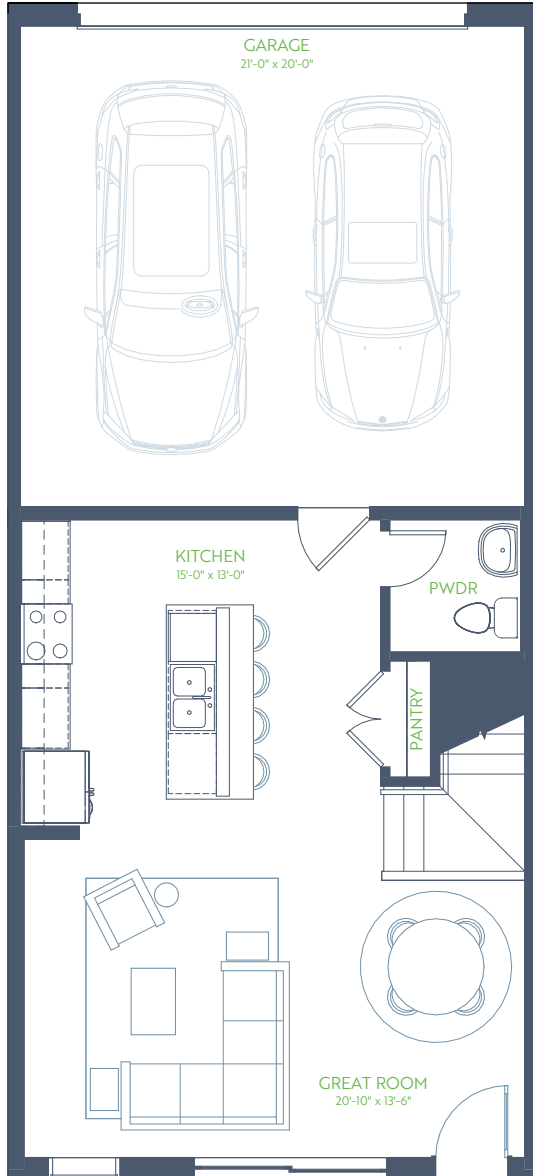 GARAGE
21'-0" x 20'-0"
KITCHEN
15'-0" x 13'-0"
PWDR
PANTRY
GREAT ROOM
20'-10" x 13'-6"